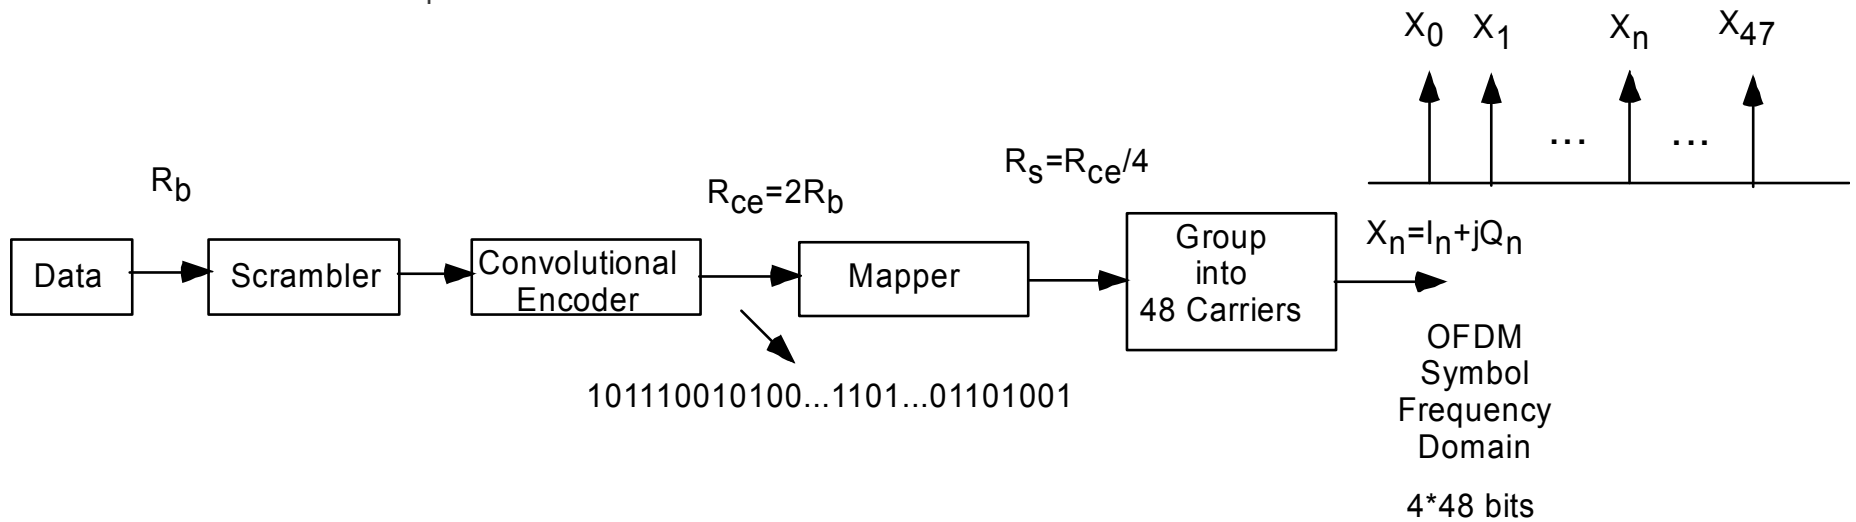 X0 X1 Xn X47
... ...
Rb
Rce=2Rb
Rs=Rce/4
Data
Scrambler
Convolutional
Encoder
Mapper
Group
into
48 Carriers
Xn=In+jQn
101110010100...1101...01101001
OFDM
Symbol
Frequency
Domain
4*48 bits